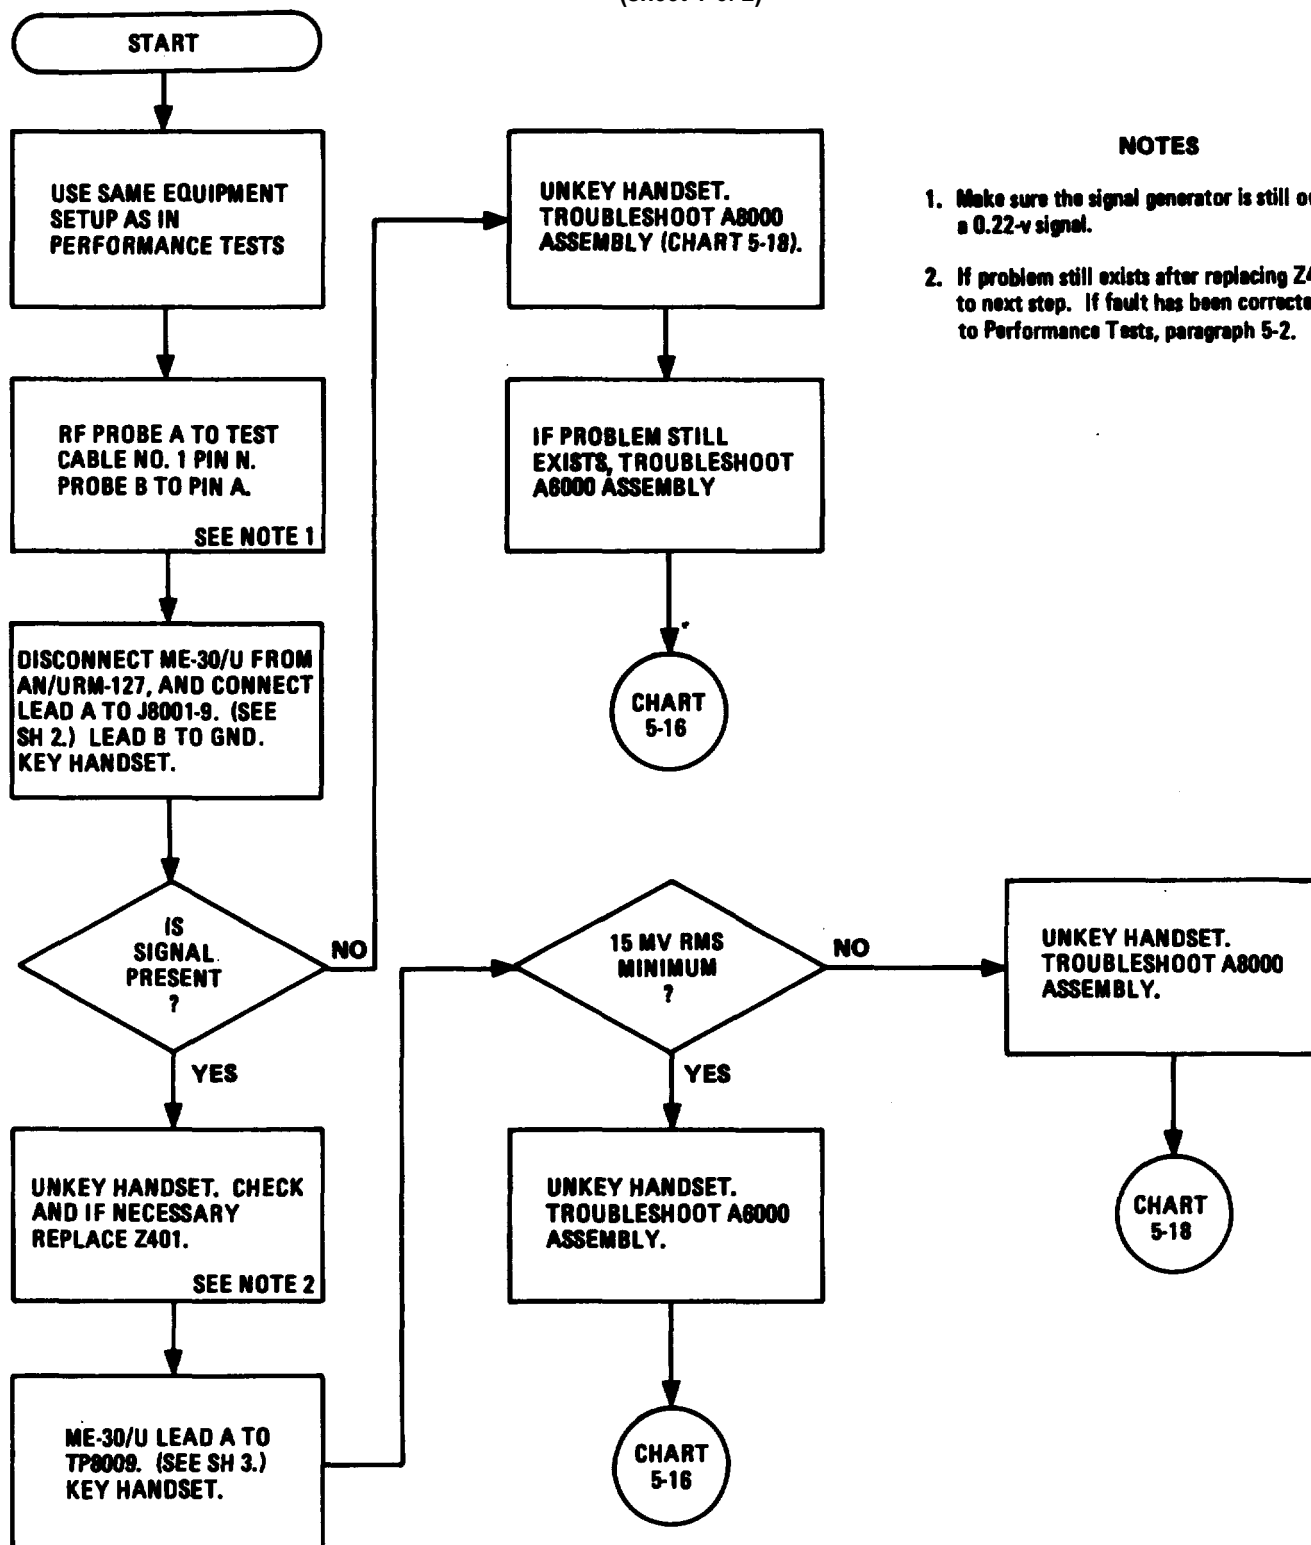 START
USE SAME EQUIPMENT
SETUP AS IN
PERFORMANCE TESTS
RF PROBE A TO TEST
CABLE NO. 1 PIN N.
PROBE B TO PIN A.
SEE NOTE 1
DISCONNECT ME-30/U FROM
AN/URM-127, AND CONNECT
LEAD A TO J8001-9. (SEE
SH 2.) LEAD B TO GND.
KEY HANDSET.
IS
SIGNAL
PRESENT
?
NO
YES
UNKEY HANDSET. CHECK
AND IF NECESSARY
REPLACE Z401.
SEE NOTE 2
ME-30/U LEAD A TO
TP8009. (SEE SH 3.)
KEY HANDSET.
UNKEY HANDSET.
TROUBLESHOOT A8000
ASSEMBLY (CHART 5-18).
IF PROBLEM STILL
EXISTS, TROUBLESHOOT
A6000 ASSEMBLY
CHART
5-16
15 MV RMS
MINIMUM
?
NO
YES
UNKEY HANDSET.
TROUBLESHOOT A6000
ASSEMBLY.
CHART
5-16
NOTES
1. Make sure the signal generator is still
a 0.22-v signal.
2. If problem still exists after replacing
to next step. If fault has been
to Performance Tests, paragraph 5-2.
UNKEY HANDSET.
TROUBLESHOOT A8000
ASSEMBLY.
CHART
5-18